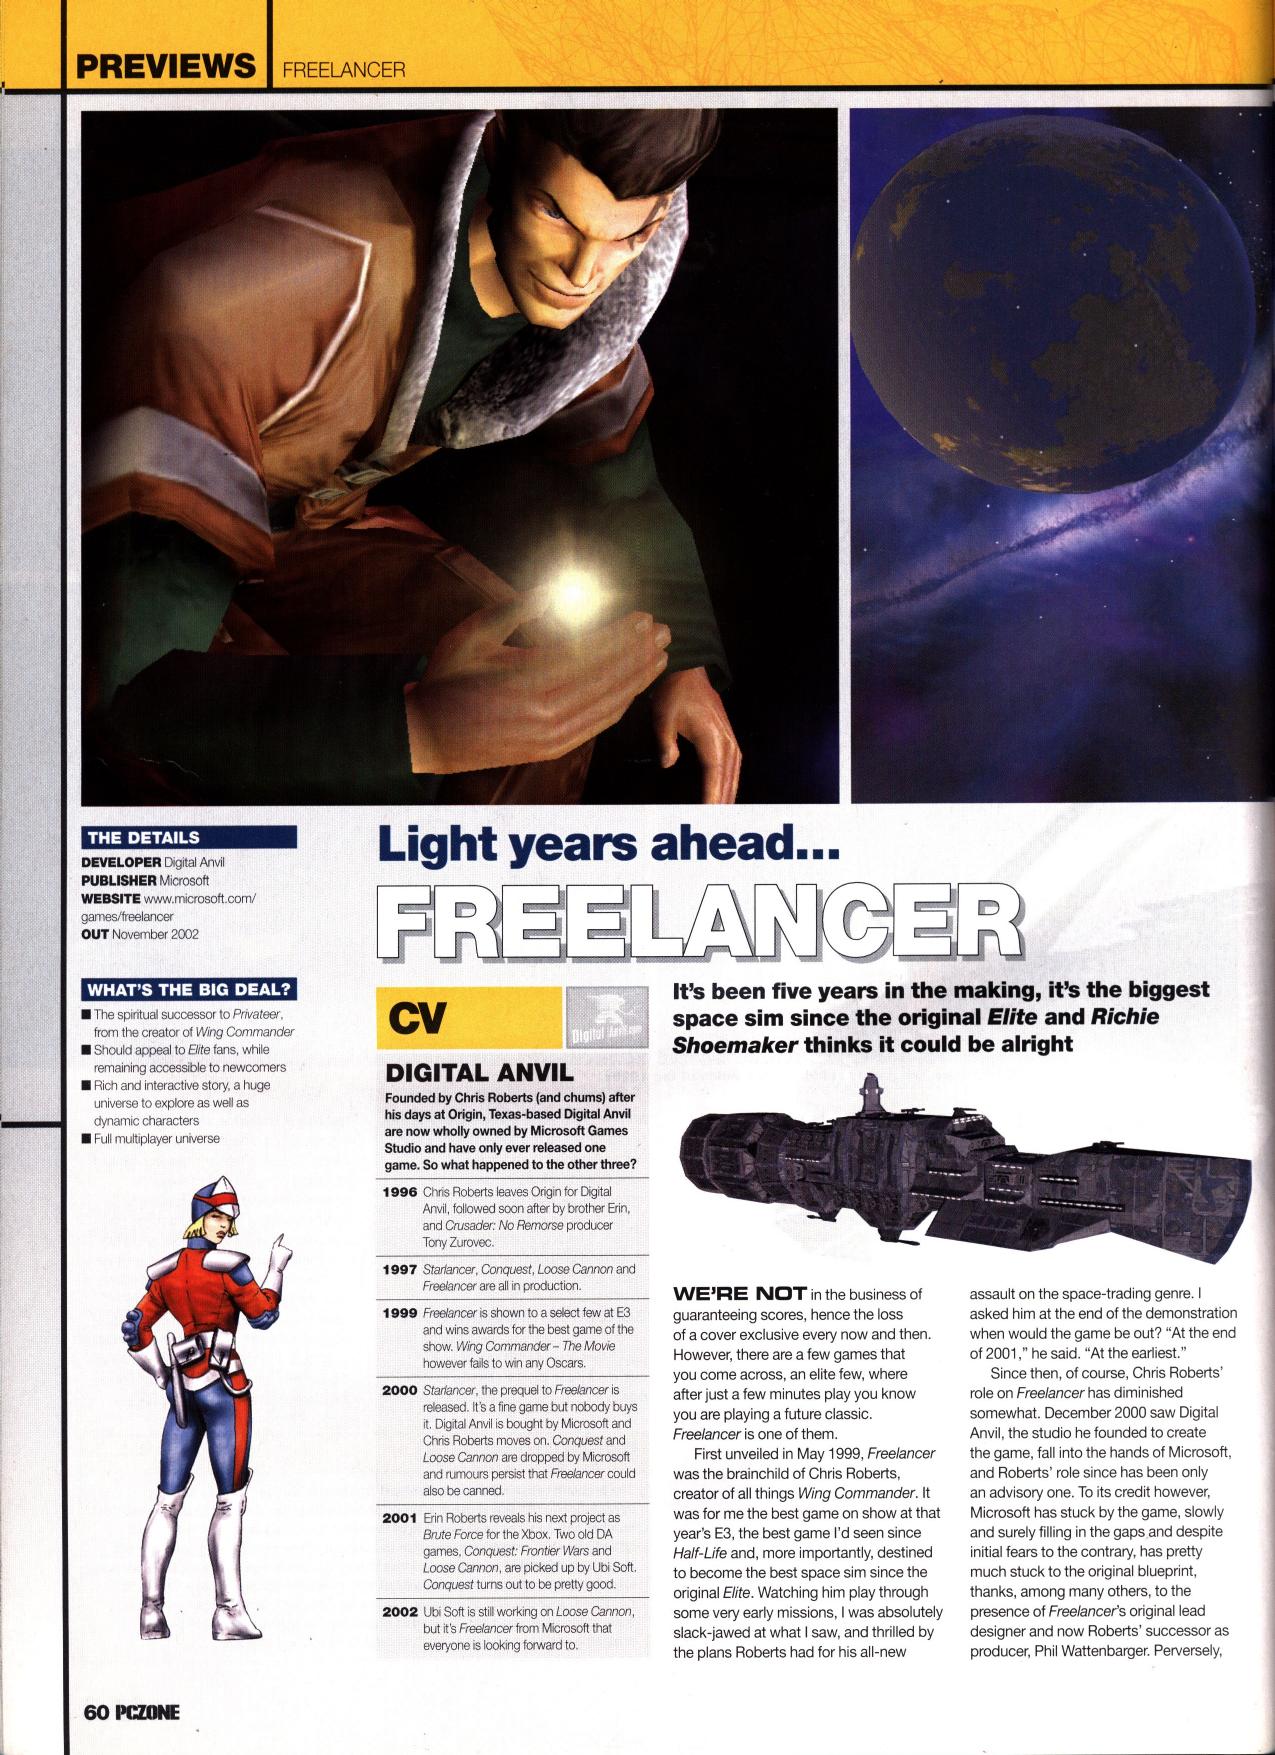 PREVIEWS
FREELANCER
THE DETAILS
DEVELOPER Digital Anvil
PUBLISHER Microsoft
WEBSITE www.microsoft.com/
games/freelancer
OUT November 2002
WHAT'S THE BIG DEAL?
■ The spiritual successor to Privateer,
from the creator of Wing Commander
■ Should appeal to Elite fans, while
remaining accessible to newcomers
■ Rich and interactive story, a huge
universe to explore as well as
dynamic characters
■ Full multiplayer universe
Light years ahead...
FREELANCER
CV
Digital Anvil.com
DIGITAL ANVIL
Founded by Chris Roberts (and chums) after
his days at Origin, Texas-based Digital Anvil
are now wholly owned by Microsoft Games
Studio and have only ever released one
game. So what happened to the other three?
1996 Chris Roberts leaves Origin for Digital
Anvil, followed soon after by brother Erin,
and Crusader: No Remorse producer
Tony Zurovec.
1997 Starlancer, Conquest, Loose Cannon and
Freelancer are all in production.
1999 Freelancer is shown to a select few at E3
and wins awards for the best game of the
show. Wing Commander – The Movie
however fails to win any Oscars.
2000 Starlancer, the prequel to Freelancer is
released. It's a fine game but nobody buys
it. Digital Anvil is bought by Microsoft and
Chris Roberts moves on. Conquest and
Loose Cannon are dropped by Microsoft
and rumours persist that Freelancer could
also be canned.
2001 Erin Roberts reveals his next project as
Brute Force for the Xbox. Two old DA
games, Conquest: Frontier Wars and
Loose Cannon, are picked up by Ubi Soft.
Conquest turns out to be pretty good.
2002 Ubi Soft is still working on Loose Cannon,
but it's Freelancer from Microsoft that
everyone is looking forward to.
It's been five years in the making, it's the biggest
space sim since the original Elite and Richie
Shoemaker thinks it could be alright
WE'RE NOT in the business of
guaranteeing scores, hence the loss
of a cover exclusive every now and then.
However, there are a few games that
you come across, an elite few, where
after just a few minutes play you know
you are playing a future classic.
Freelancer is one of them.
First unveiled in May 1999, Freelancer
was the brainchild of Chris Roberts,
creator of all things Wing Commander. It
was for me the best game on show at that
year's E3, the best game I'd seen since
Half-Life and, more importantly, destined
to become the best space sim since the
original Elite. Watching him play through
some very early missions, I was absolutely
slack-jawed at what I saw, and thrilled by
the plans Roberts had for his all-new
assault on the space-trading genre. I
asked him at the end of the demonstration
when would the game be out? "At the end
of 2001," he said. "At the earliest."
Since then, of course, Chris Roberts'
role on Freelancer has diminished
somewhat. December 2000 saw Digital
Anvil, the studio he founded to create
the game, fall into the hands of Microsoft,
and Roberts' role since has been only
an advisory one. To its credit however,
Microsoft has stuck by the game, slowly
and surely filling in the gaps and despite
initial fears to the contrary, has pretty
much stuck to the original blueprint,
thanks, among many others, to the
presence of Freelancer's original lead
designer and now Roberts' successor as
producer, Phil Wattenbarger. Perversely,
60 PCZONE